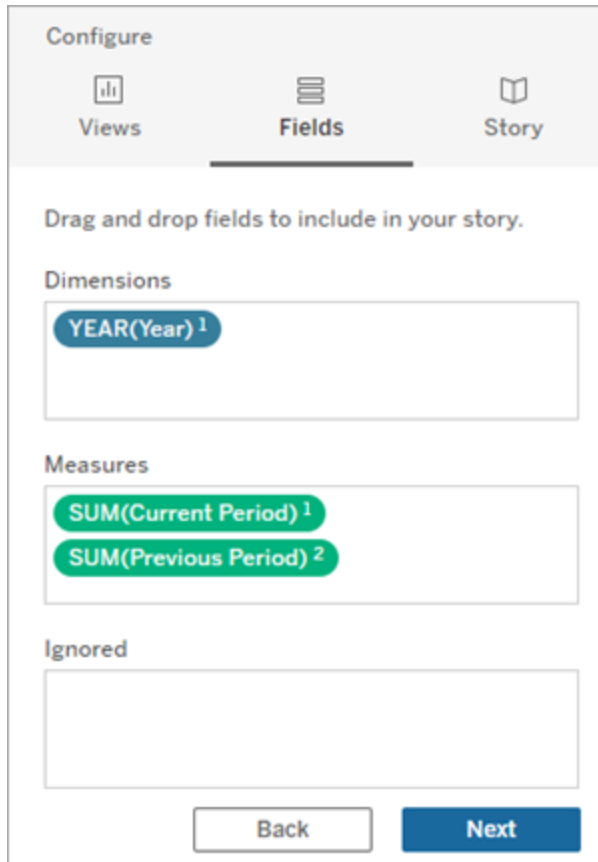 Configure
Views Fields Story
Drag and drop fields to include in your story.
Dimensions
YEAR(Year) 1
Measures
SUM(Current Period) 1
SUM(Previous Period) 2
Ignored
Back Next